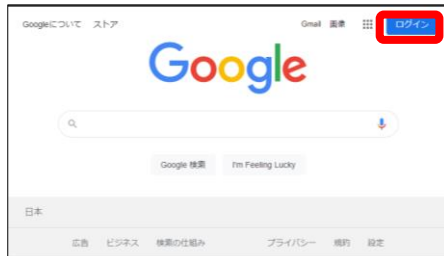 Googleについて ストア Gmail 画像 ログイン
Google
Google 検索 I'm Feeling Lucky
日本
広告 ビジネス 検索の仕組み プライバシー 規約 設定